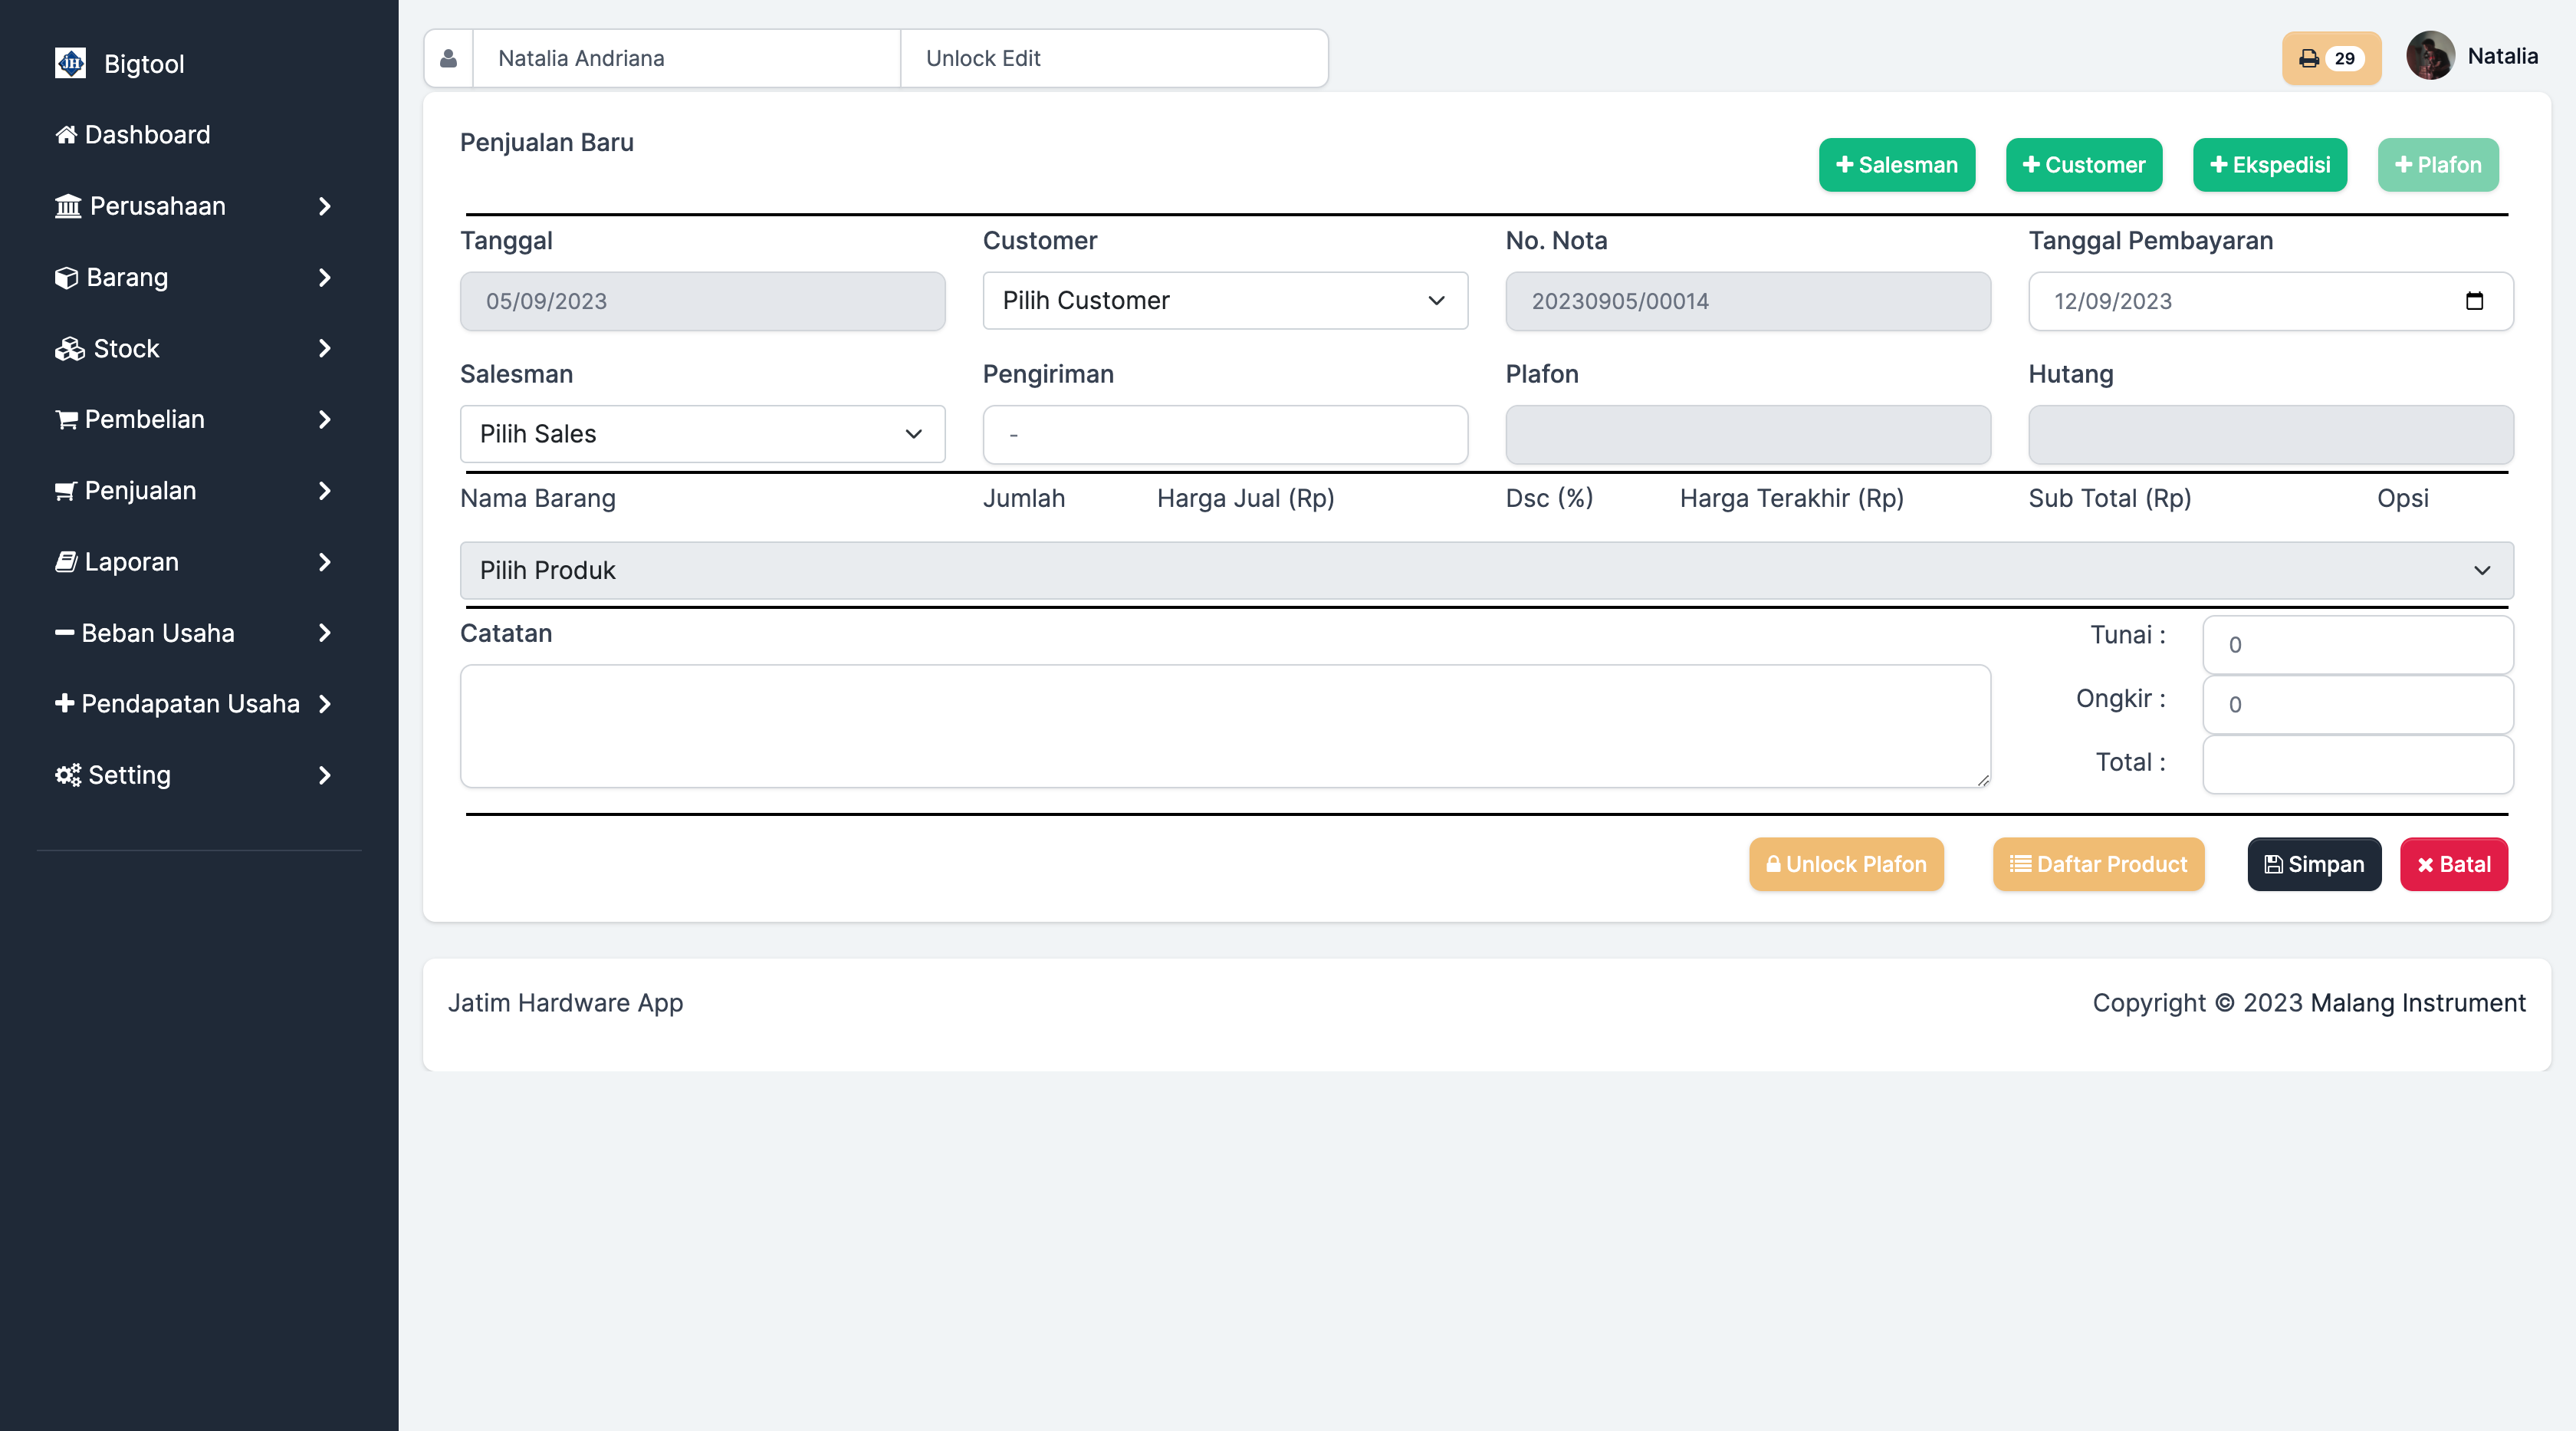 JH Bigtool
Dashboard
Perusahaan
Barang
Stock
Pembelian
Penjualan
Laporan
Beban Usaha
Pendapatan Usaha
Setting
Natalia Andriana Unlock Edit
29 Natalia
Penjualan Baru
Salesman Customer Ekspedisi Plafon
Tanggal Customer No. Nota Tanggal Pembayaran
05/09/2023 Pilih Customer 20230905/00014 12/09/2023
Salesman Pengiriman Plafon Hutang
Pilih Sales -
Nama Barang Jumlah Harga Jual (Rp) Dsc (%) Harga Terakhir (Rp) Sub Total (Rp) Opsi
Pilih Produk
Catatan
Tunai : 0
Ongkir : 0
Total :
Unlock Plafon Daftar Product Simpan Batal
Jatim Hardware App Copyright © 2023 Malang Instrument